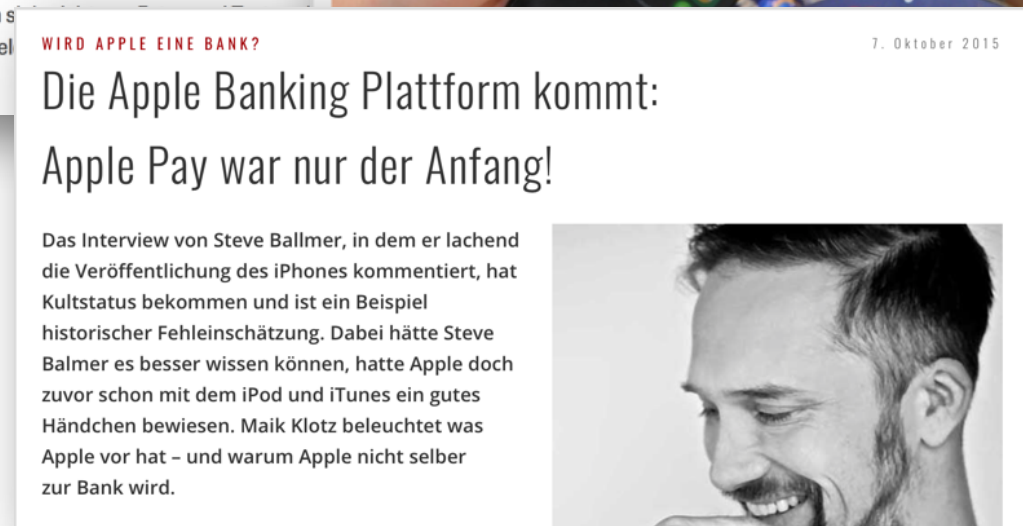 WIRD APPLE EINE BANK?
7. Oktober 2015
Die Apple Banking Plattform kommt:
Apple Pay war nur der Anfang!
Das Interview von Steve Ballmer, in dem er lachend
die Veröffentlichung des iPhones kommentiert, hat
Kultstatus bekommen und ist ein Beispiel
historischer Fehleinschätzung. Dabei hätte Steve
Balmer es besser wissen können, hatte Apple doch
zuvor schon mit dem iPod und iTunes ein gutes
Händchen bewiesen. Maik Klotz beleuchtet was
Apple vor hat – und warum Apple nicht selber
zur Bank wird.